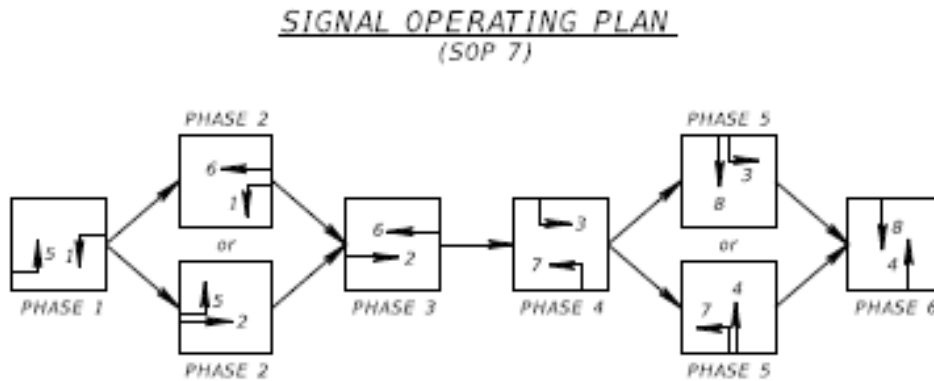 SIGNAL OPERATING PLAN
(SOP 7)
PHASE 2
PHASE 5
6
1
3
8
5
1
or
6
2
3
7
or
8
4
PHASE 1
5
2
PHASE 3
PHASE 4
4
7
PHASE 6
PHASE 2
PHASE 5